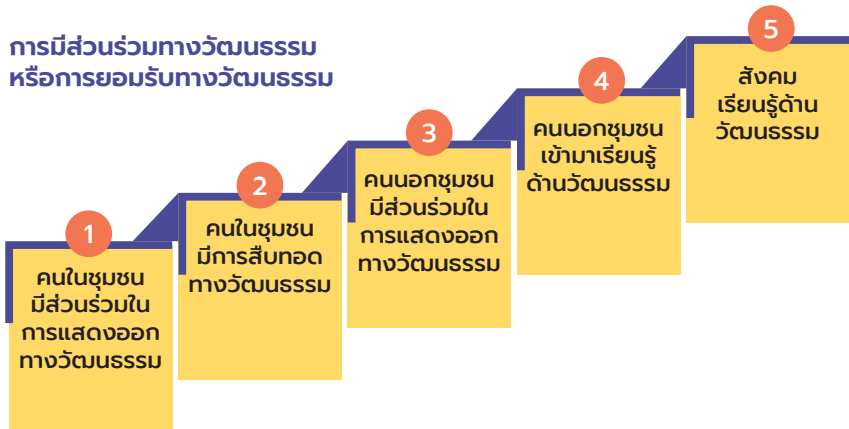 การมีส่วนร่วมทางวัฒนธรรม
หรือการยอมรับทางวัฒนธรรม
1
คนในชุมชน
มีส่วนร่วมใน
การแสดงออก
ทางวัฒนธรรม
2
คนในชุมชน
มีการสืบทอด
ทางวัฒนธรรม
3
คนนอกชุมชน
มีส่วนร่วมใน
การแสดงออก
ทางวัฒนธรรม
4
คนนอกชุมชน
เข้ามาเรียนรู้
ด้านวัฒนธรรม
5
สังคม
เรียนรู้ด้าน
วัฒนธรรม